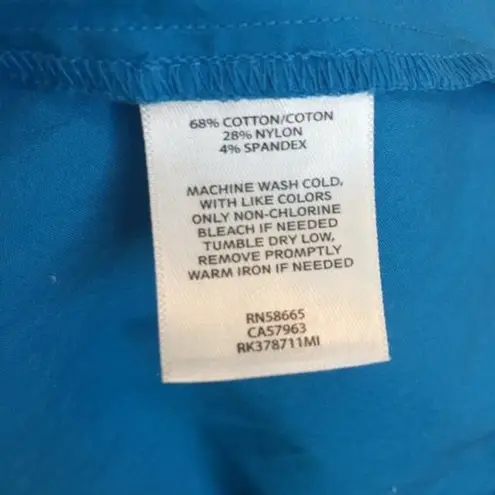 68% COTTON/COTON
28% NYLON
4% SPANDEX
MACHINE WASH COLD,
WITH LIKE COLORS
ONLY NON-CHLORINE
BLEACH IF NEEDED
TUMBLE DRY LOW,
REMOVE PROMPTLY
WARM IRON IF NEEDED
RN58665
CA57963
RK378711MI